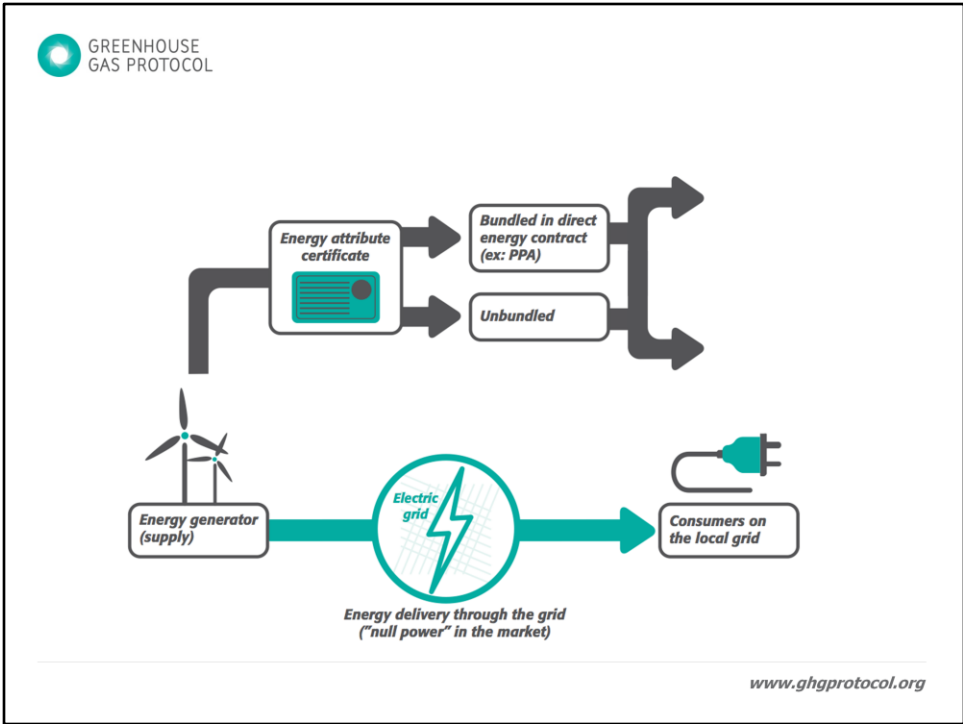 GREENHOUSE
GAS PROTOCOL
Energy attribute
certificate
Bundled in direct
energy contract
(ex: PPA)
Unbundled
Energy generator
(supply)
Electric
grid
Consumers on
the local grid
Energy delivery through the grid
("null power" in the market)
www.ghgprotocol.org